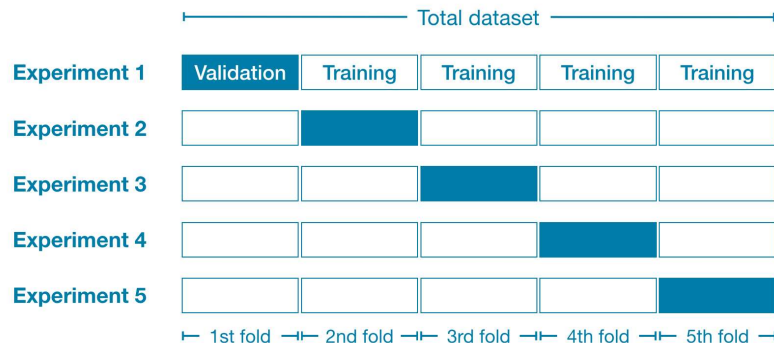 Total dataset
Experiment 1 Validation Training Training Training Training
Experiment 2
Experiment 3
Experiment 4
Experiment 5
1st fold 2nd fold 3rd fold 4th fold 5th fold